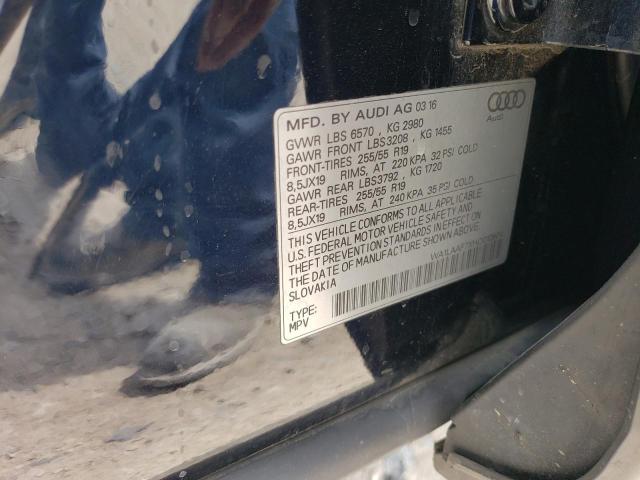 MFD. BY AUDI AG 03 16
GVWR LBS 6570 , KG 2980
GAWR FRONT LBS3208 , KG 1455
FRONT-TIRES 255/55 R19
8,5JX19 RIMS, AT 220 KPA 32 PSI COLD
GAWR REAR LBS3792 , KG 1720
REAR-TIRES 255/55 R19
8,5JX19 RIMS, AT 240 KPA 35 PSI COLD
THIS VEHICLE CONFORMS TO ALL APPLICABLE
U.S. FEDERAL MOTOR VEHICLE SAFETY AND
THEFT PREVENTION STANDARDS IN EFFECT ON
THE DATE OF MANUFACTURE SHOWN ABOVE.
SLOVAKIA
TYPE:
MPV
Audi